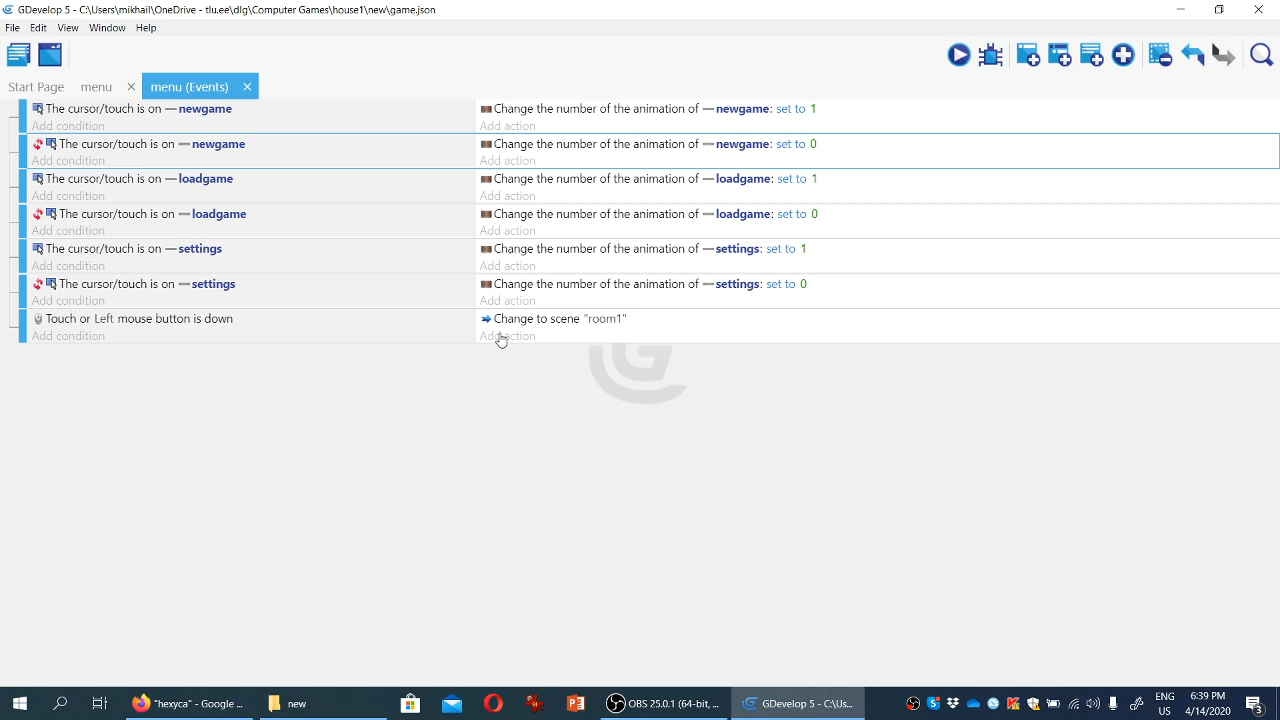 GDevelop 5 - C:\Users\mikhail\OneDrive - tlu.ee\dlg\Computer Games\house1\new\game.json
File Edit View Window Help
Start Page menu menu (Events)
The cursor/touch is on newgame Change the number of the animation of newgame: set to 1
Add condition Add action
The cursor/touch is on newgame Change the number of the animation of newgame: set to 0
Add condition Add action
The cursor/touch is on loadgame Change the number of the animation of loadgame: set to 1
Add condition Add action
The cursor/touch is on loadgame Change the number of the animation of loadgame: set to 0
Add condition Add action
The cursor/touch is on settings Change the number of the animation of settings: set to 1
Add condition Add action
The cursor/touch is on settings Change the number of the animation of settings: set to 0
Add condition Add action
Touch or Left mouse button is down Change to scene "room1"
Add condition Add action
"hexyca" - Google ... new OBS 25.0.1 (64-bit, ... GDevelop 5 - C:\Us... ENG 6:39 PM
US 4/14/2020 3